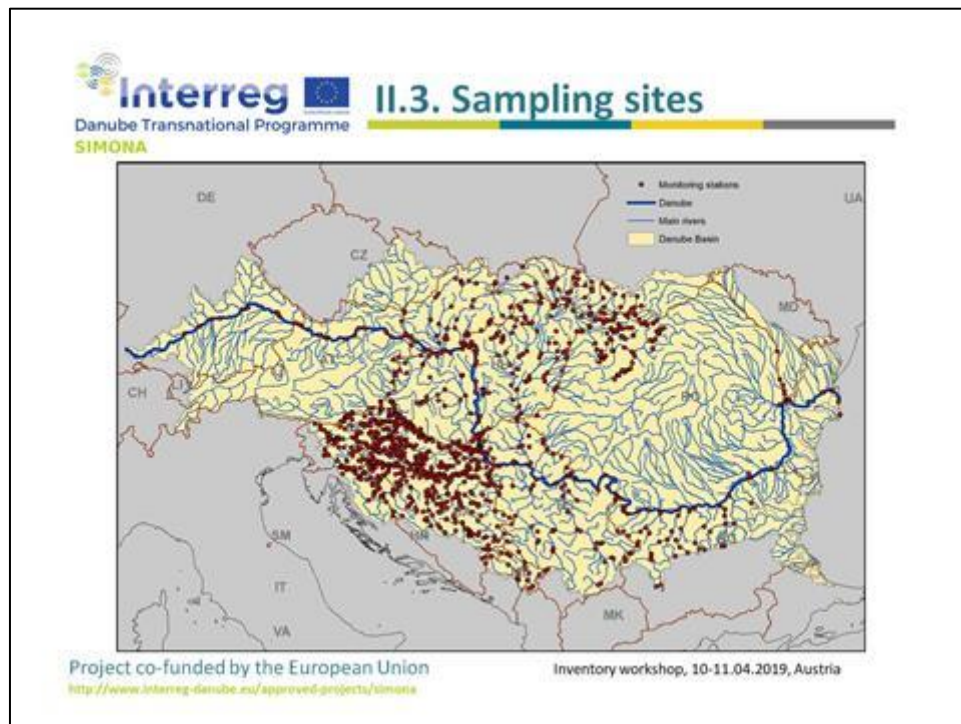 Interreg
Danube Transnational Programme
SIMONA
II.3. Sampling sites
DE
UA
Monitoring stations
Danube
Main rivers
Danube Basin
CZ
MD
CH
RO
SM
IT
MK
VA
Project co-funded by the European Union
Inventory workshop, 10-11.04.2019, Austria
http://www.interreg-danube.eu/approved-projects/simona